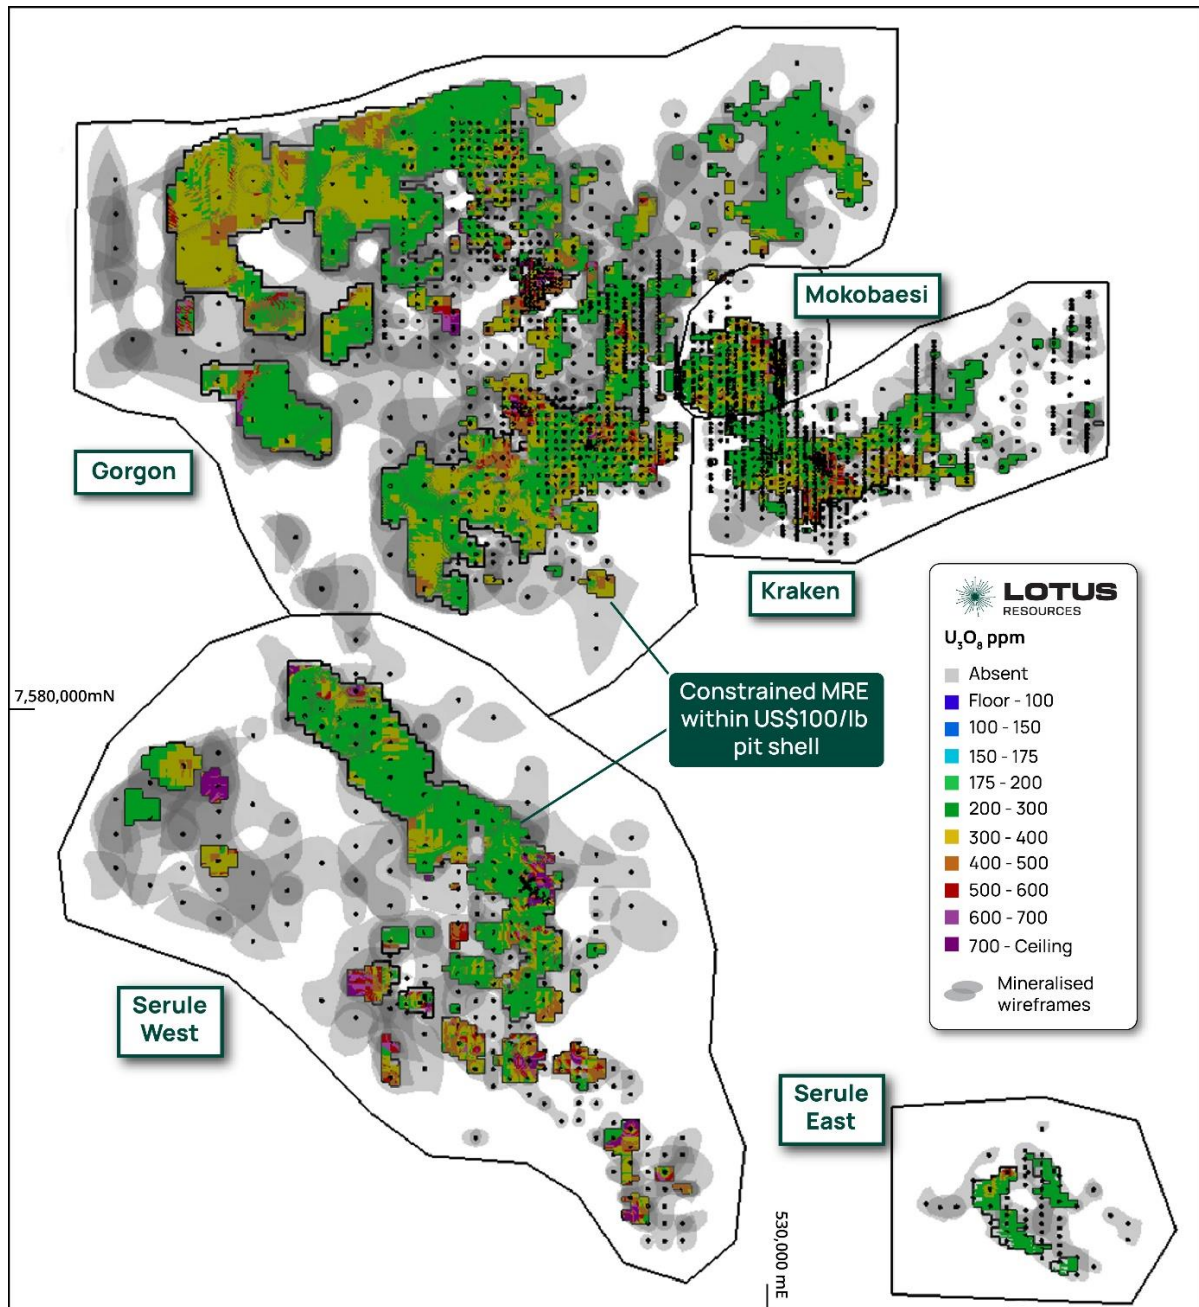 Mokobaesi
Gorgon
Kraken
LOTUS
RESOURCES
U₃O₈ ppm
Absent
Floor - 100
100 - 150
150 - 175
175 - 200
200 - 300
300 - 400
400 - 500
500 - 600
600 - 700
700 - Ceiling
Mineralised
wireframes
7,580,000mN
Constrained MRE
within US$100/lb
pit shell
Serule
West
Serule
East
530,000 mE